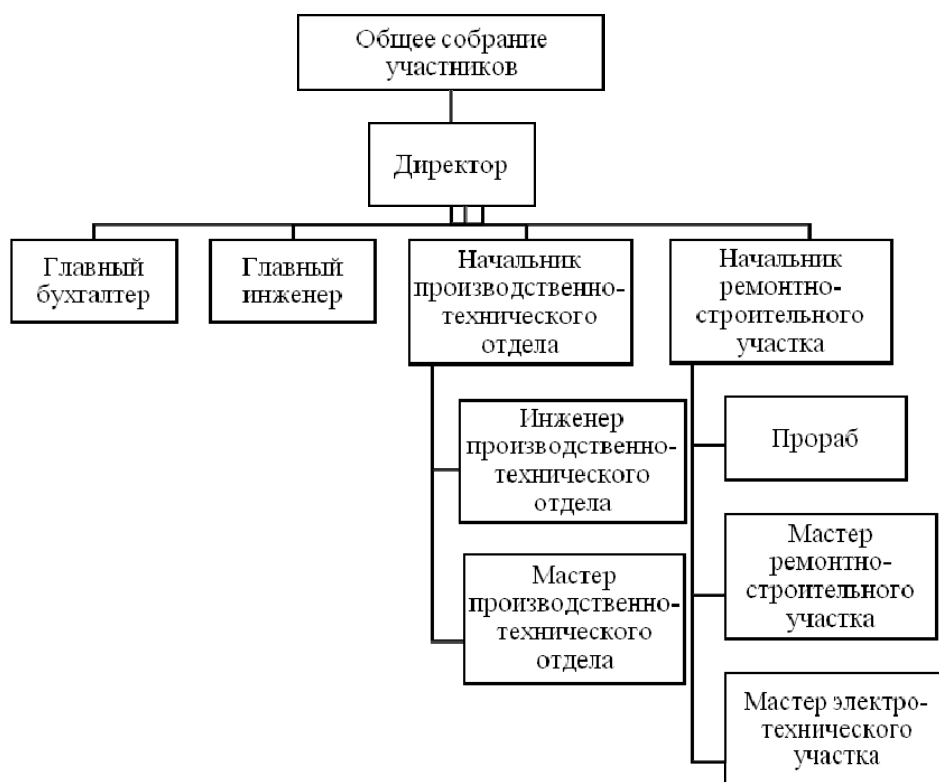 Общее собрание
участников
Директор
Главный
бухгалтер
Главный
инженер
Начальник
производственно-
технического
отдела
Начальник
ремонтно-
строительного
участка
Инженер
производственно-
технического
отдела
Мастер
производственно-
технического
отдела
Прораб
Мастер
ремонтно-
строительного
участка
Мастер электро-
технического
участка